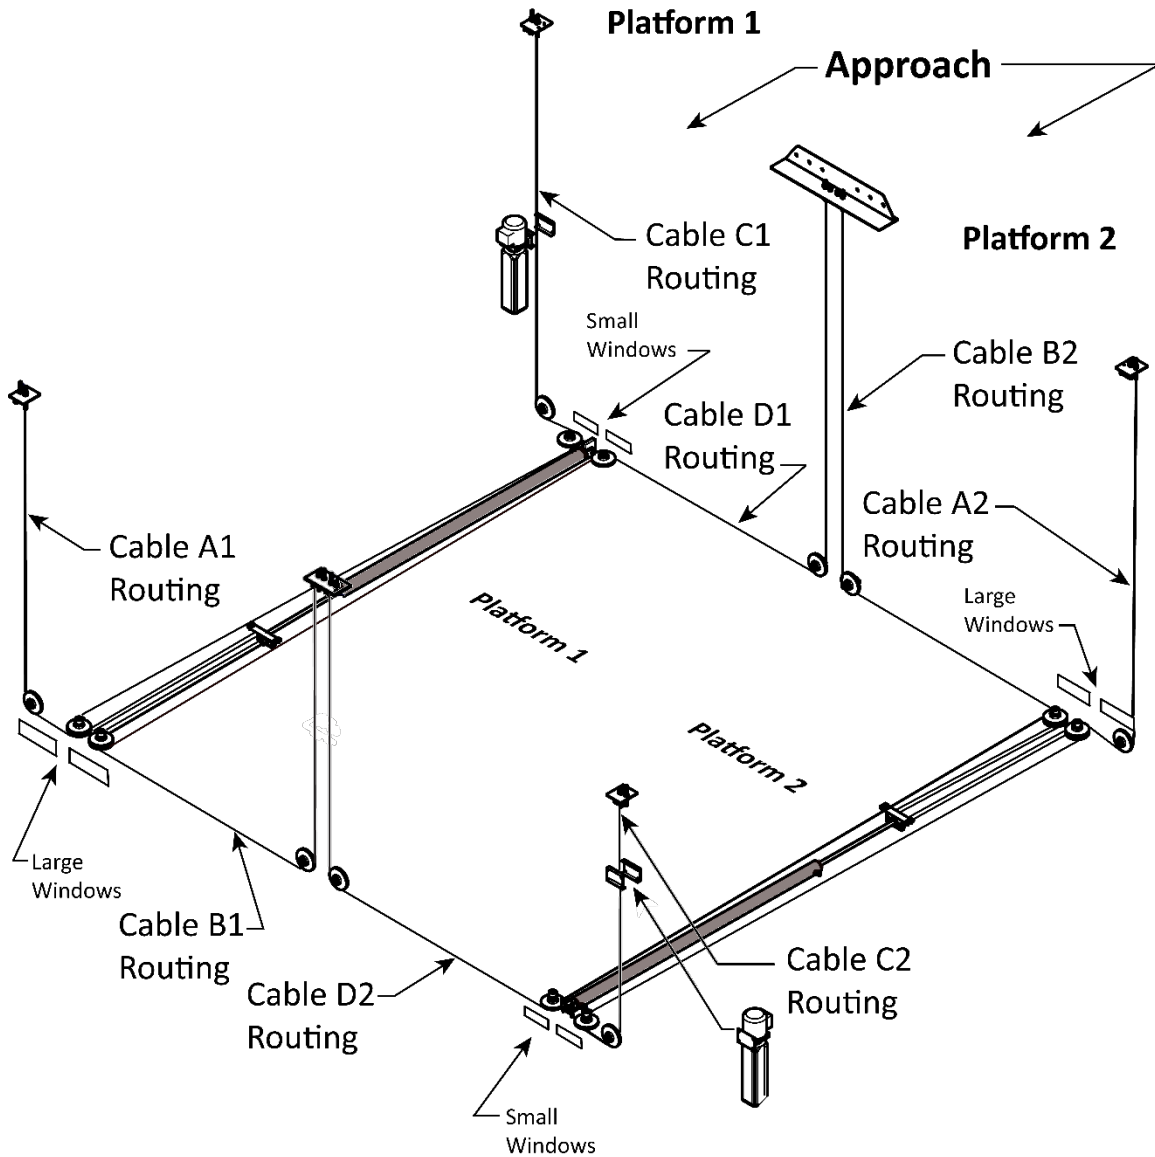 Platform 1
Approach
Cable C1
Routing
Platform 2
Small
Windows
Cable B2
Routing
Cable D1
Routing
Cable A2
Routing
Cable A1
Routing
Large
Windows
Platform 1
Platform 2
Large
Windows
Cable B1
Routing
Cable C2
Routing
Cable D2
Routing
Small
Windows